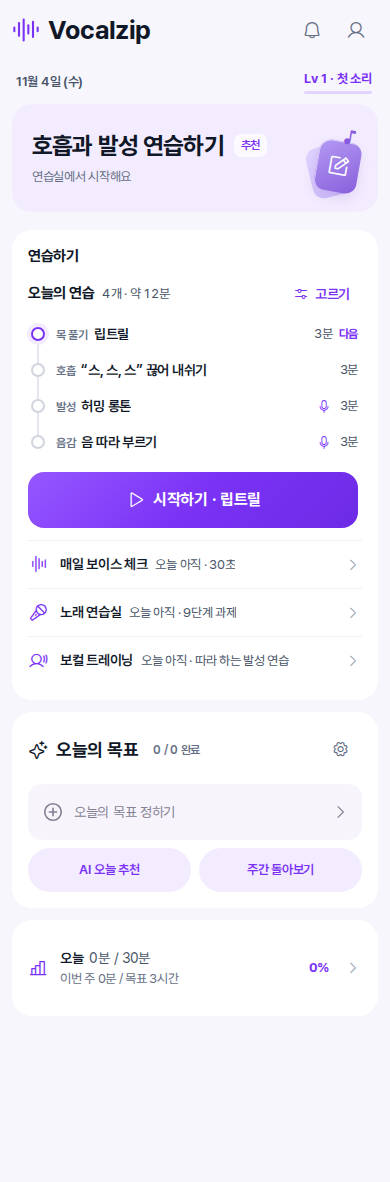 Vocalzip
11월 4일 (수)
Lv 1 · 첫 소리
호흡과 발성 연습하기 추천
연습실에서 시작해요
연습하기
오늘의 연습 4개 · 약 12분 고르기
목 풀기 립트릴 3분 다음
호흡 “스, 스, 스” 끊어 내쉬기 3분
발성 허밍 롱톤 3분
음감 음 따라 부르기 3분
시작하기 · 립트릴
매일 보이스 체크 오늘 아직 · 30초
노래 연습실 오늘 아직 · 9단계 과제
보컬 트레이닝 오늘 아직 · 따라 하는 발성 연습
오늘의 목표 0 / 0 완료
오늘의 목표 정하기
AI 오늘 추천 주간 돌아보기
오늘 0분 / 30분
이번 주 0분 / 목표 3시간
0%